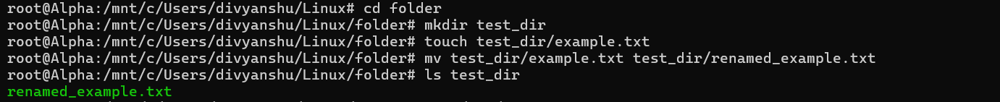 root@Alpha:/mnt/c/Users/divyanshu/Linux# cd folder
root@Alpha:/mnt/c/Users/divyanshu/Linux/folder# mkdir test_dir
root@Alpha:/mnt/c/Users/divyanshu/Linux/folder# touch test_dir/example.txt
root@Alpha:/mnt/c/Users/divyanshu/Linux/folder# mv test_dir/example.txt test_dir/renamed_example.txt
root@Alpha:/mnt/c/Users/divyanshu/Linux/folder# ls test_dir
renamed_example.txt